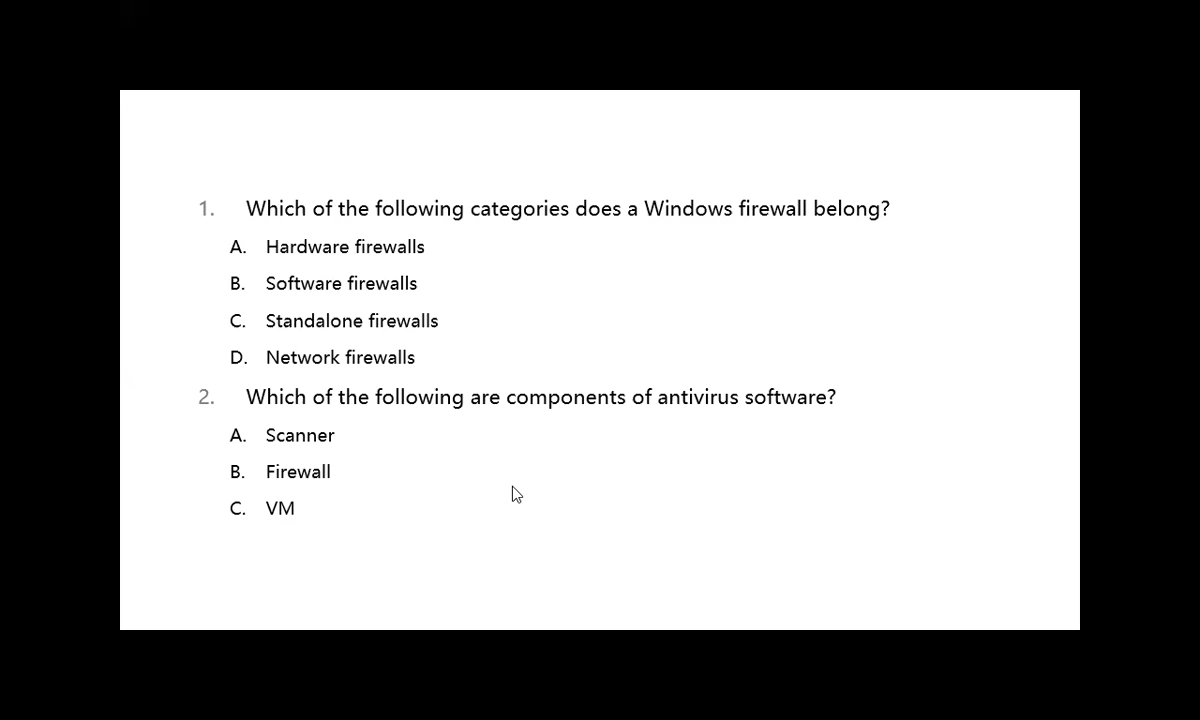 1. Which of the following categories does a Windows firewall belong?
A. Hardware firewalls
B. Software firewalls
C. Standalone firewalls
D. Network firewalls
2. Which of the following are components of antivirus software?
A. Scanner
B. Firewall
C. VM